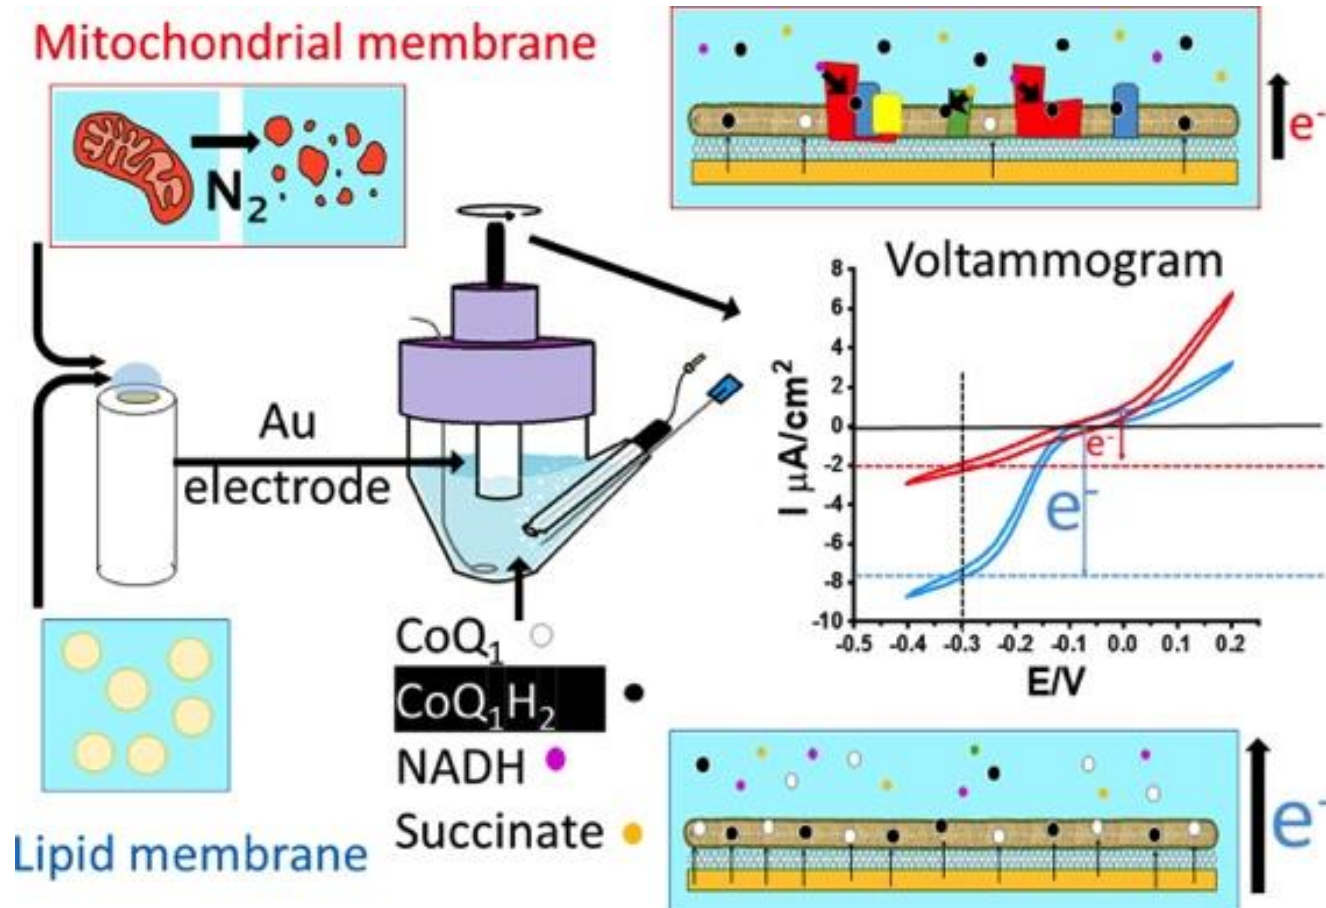 Mitochondrial membrane
N₂
e⁻
Voltammogram
8
6
4
2
0
-2
-4
-6
-8
-10
I µA/cm²
e⁻
e⁻
-0.5 -0.4 -0.3 -0.2 -0.1 0.0 0.1 0.2
E/V
Au
electrode
CoQ₁
CoQ₁H₂
NADH
Succinate
Lipid membrane
e⁻